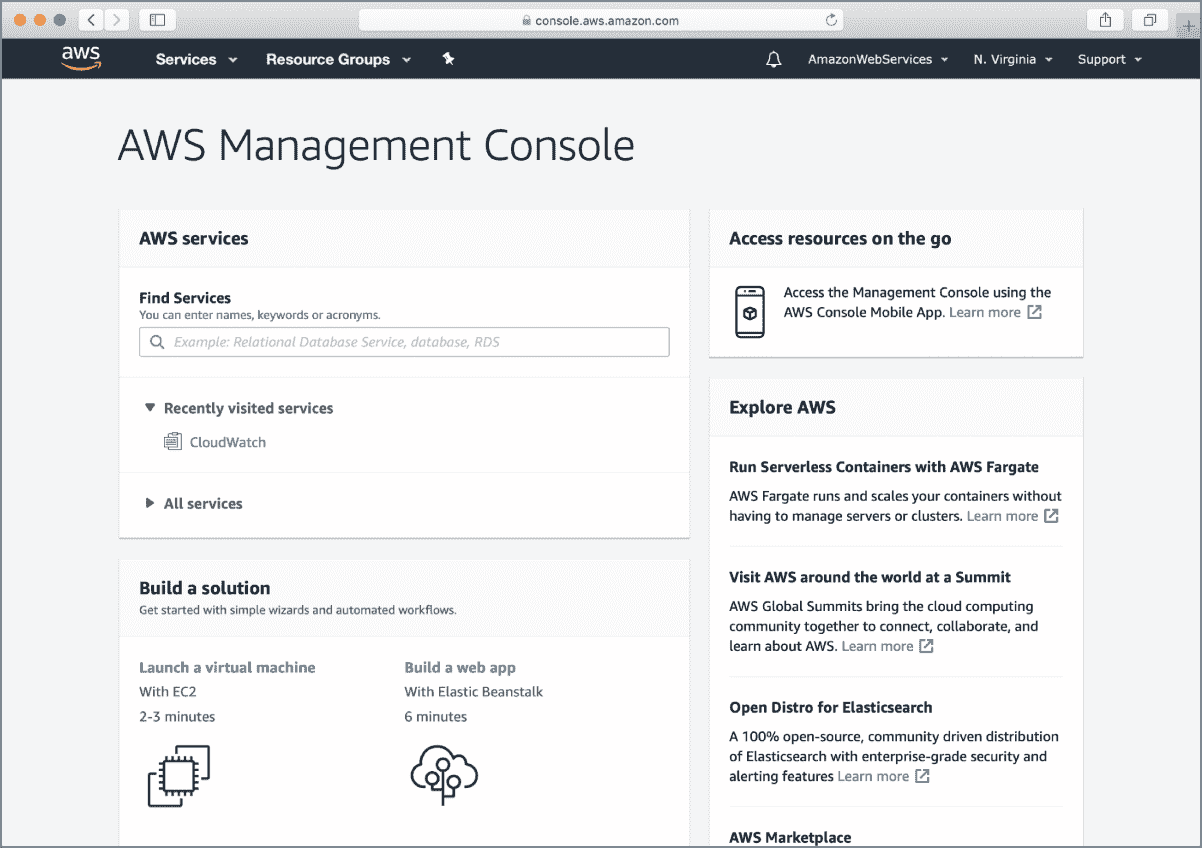 console.aws.amazon.com
aws
Services
Resource Groups
AmazonWebServices
N. Virginia
Support
AWS Management Console
AWS services
Find Services
You can enter names, keywords or acronyms.
Example: Relational Database Service, database, RDS
Recently visited services
CloudWatch
All services
Build a solution
Get started with simple wizards and automated workflows.
Launch a virtual machine
With EC2
2-3 minutes
Build a web app
With Elastic Beanstalk
6 minutes
Access resources on the go
Access the Management Console using the
AWS Console Mobile App. Learn more
Explore AWS
Run Serverless Containers with AWS Fargate
AWS Fargate runs and scales your containers without
having to manage servers or clusters. Learn more
Visit AWS around the world at a Summit
AWS Global Summits bring the cloud computing
community together to connect, collaborate, and
learn about AWS. Learn more
Open Distro for Elasticsearch
A 100% open-source, community driven distribution
of Elasticsearch with enterprise-grade security and
alerting features Learn more
AWS Marketplace